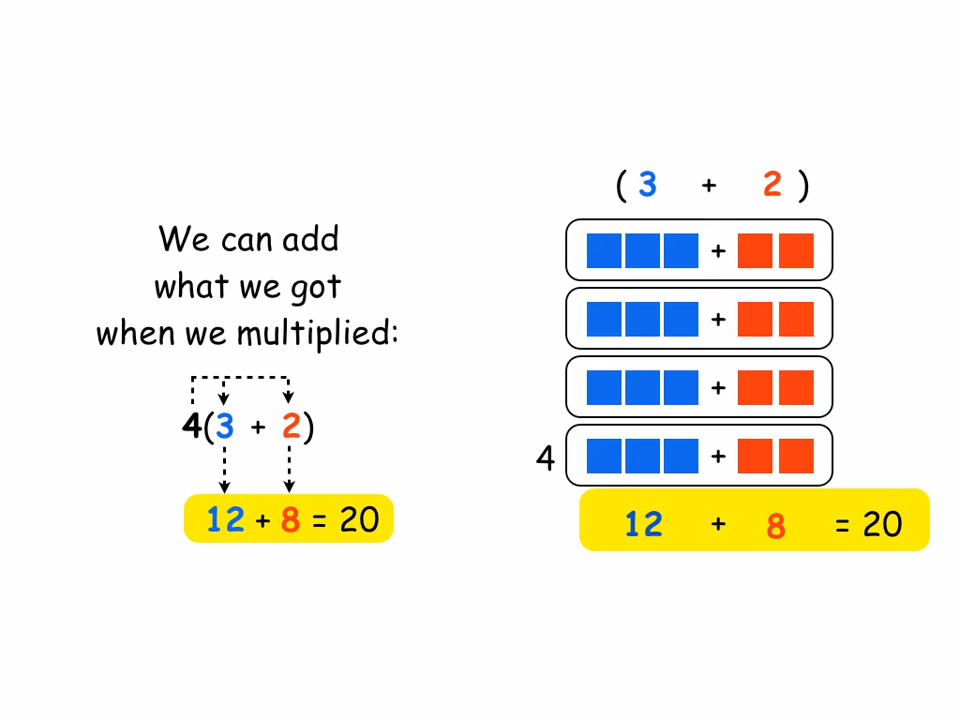 We can add
what we got
when we multiplied:
4(3 + 2)
12 + 8 = 20
( 3 + 2 )
+
+
+
4 +
12 + 8 = 20